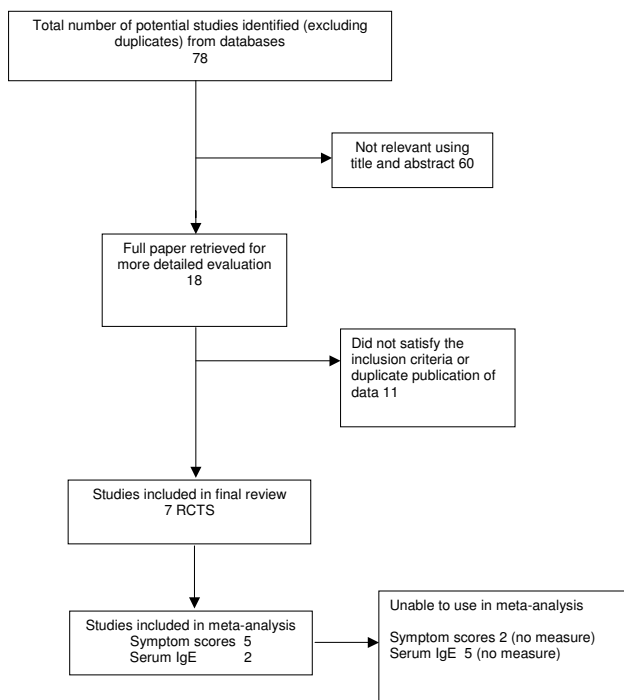 Total number of potential studies identified (excluding
duplicates) from databases
78
Not relevant using
title and abstract 60
Full paper retrieved for
more detailed evaluation
18
Did not satisfy the
inclusion criteria or
duplicate publication of
data 11
Studies included in final review
7 RCTS
Studies included in meta-analysis
Symptom scores 5
Serum IgE 2
Unable to use in meta-analysis
Symptom scores 2 (no measure)
Serum IgE 5 (no measure)